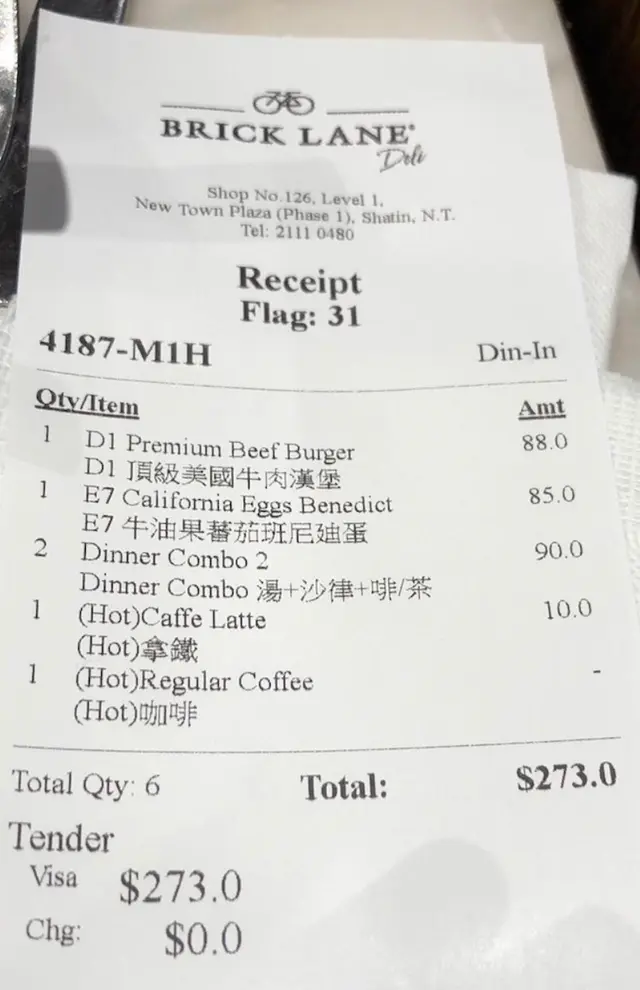 BRICK LANE
Deli
Shop No.126, Level 1,
New Town Plaza (Phase 1), Shatin, N.T.
Tel: 2111 0480
Receipt
Flag: 31
4187-M1H Din-In
Qty/Item Amt
1 D1 Premium Beef Burger 88.0
D1 頂級美國牛肉漢堡
1 E7 California Eggs Benedict 85.0
E7 牛油果蕃茄班尼廸蛋
2 Dinner Combo 2 90.0
Dinner Combo 湯+沙律+啡/茶
1 (Hot)Caffe Latte 10.0
(Hot)拿鐵
1 (Hot)Regular Coffee -
(Hot)咖啡
Total Qty: 6 Total: $273.0
Tender
Visa $273.0
Chg: $0.0